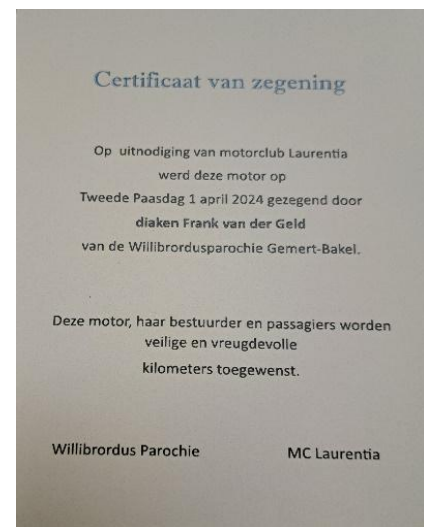 Certificaat van zegening
Op uitnodiging van motorclub Laurentia
werd deze motor op
Tweede Paasdag 1 april 2024 gezegend door
diaken Frank van der Geld
van de Willibrordusparochie Gemert-Bakel.
Deze motor, haar bestuurder en passagiers worden
veilige en vreugdevolle
kilometers toegewenst.
Willibrordus Parochie MC Laurentia